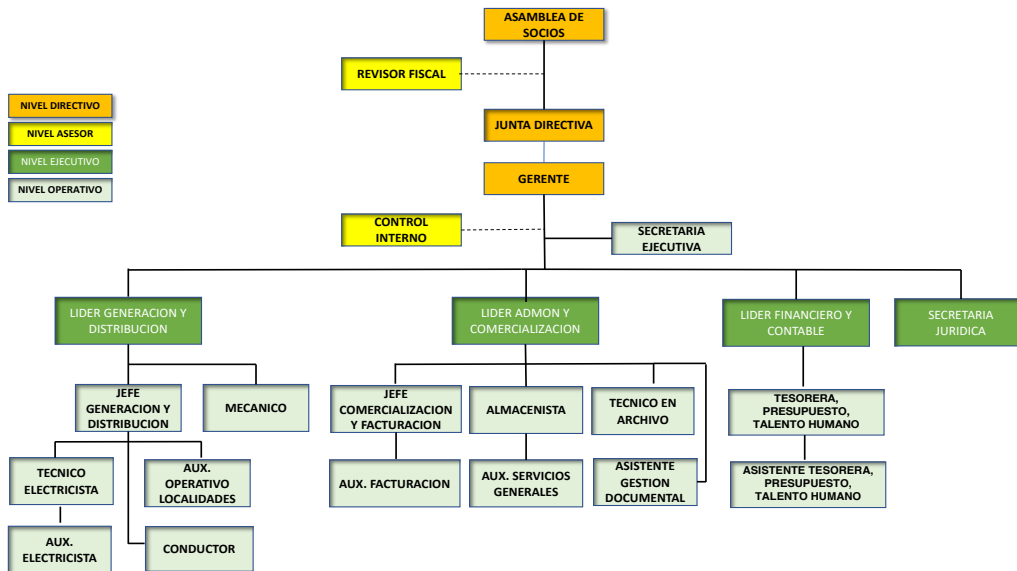 ASAMBLEA DE
SOCIOS
REVISOR FISCAL
NIVEL DIRECTIVO
NIVEL ASESOR
NIVEL EJECUTIVO
NIVEL OPERATIVO
JUNTA DIRECTIVA
GERENTE
CONTROL
INTERNO
SECRETARIA
EJECUTIVA
LIDER GENERACION Y
DISTRIBUCION
LIDER ADMON Y
COMERCIALIZACION
LIDER FINANCIERO Y
CONTABLE
SECRETARIA
JURIDICA
JEFE
GENERACION Y
DISTRIBUCION
MECANICO
JEFE
COMERCIALIZACION
Y FACTURACION
ALMACENISTA
TECNICO EN
ARCHIVO
TESORERA,
PRESUPUESTO,
TALENTO HUMANO
TECNICO
ELECTRICISTA
AUX.
OPERATIVO
LOCALIDADES
AUX. FACTURACION
AUX. SERVICIOS
GENERALES
ASISTENTE
GESTION
DOCUMENTAL
ASISTENTE TESORERA,
PRESUPUESTO,
TALENTO HUMANO
AUX.
ELECTRICISTA
CONDUCTOR